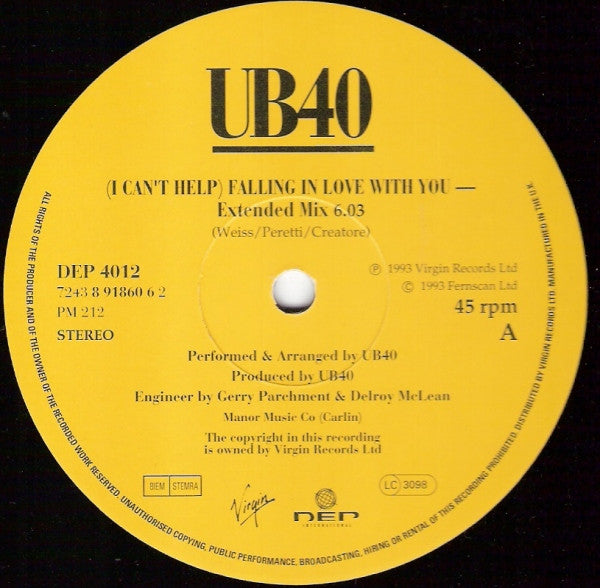 UB40
(I CAN'T HELP) FALLING IN LOVE WITH YOU —
Extended Mix 6.03
(Weiss/Peretti/Creatore)
DEP 4012
7243 8 91860 6 2
PM 212
STEREO
℗ 1993 Virgin Records Ltd
© 1993 Fernscan Ltd
45 rpm
A
Performed & Arranged by UB40
Produced by UB40
Engineer by Gerry Parchment & Delroy McLean
Manor Music Co (Carlin)
The copyright in this recording
is owned by Virgin Records Ltd
BIEM STEMRA
Virgin
DEP
INTERNATIONAL
LC 3098
ALL RIGHTS OF THE PRODUCER AND OF THE OWNER OF THE RECORDED WORK RESERVED. UNAUTHORISED COPYING, PUBLIC PERFORMANCE, BROADCASTING, HIRING OR RENTAL OF THIS RECORD PROHIBITED. DISTRIBUTED BY VIRGIN RECORDS LTD. MANUFACTURED IN THE U.K.